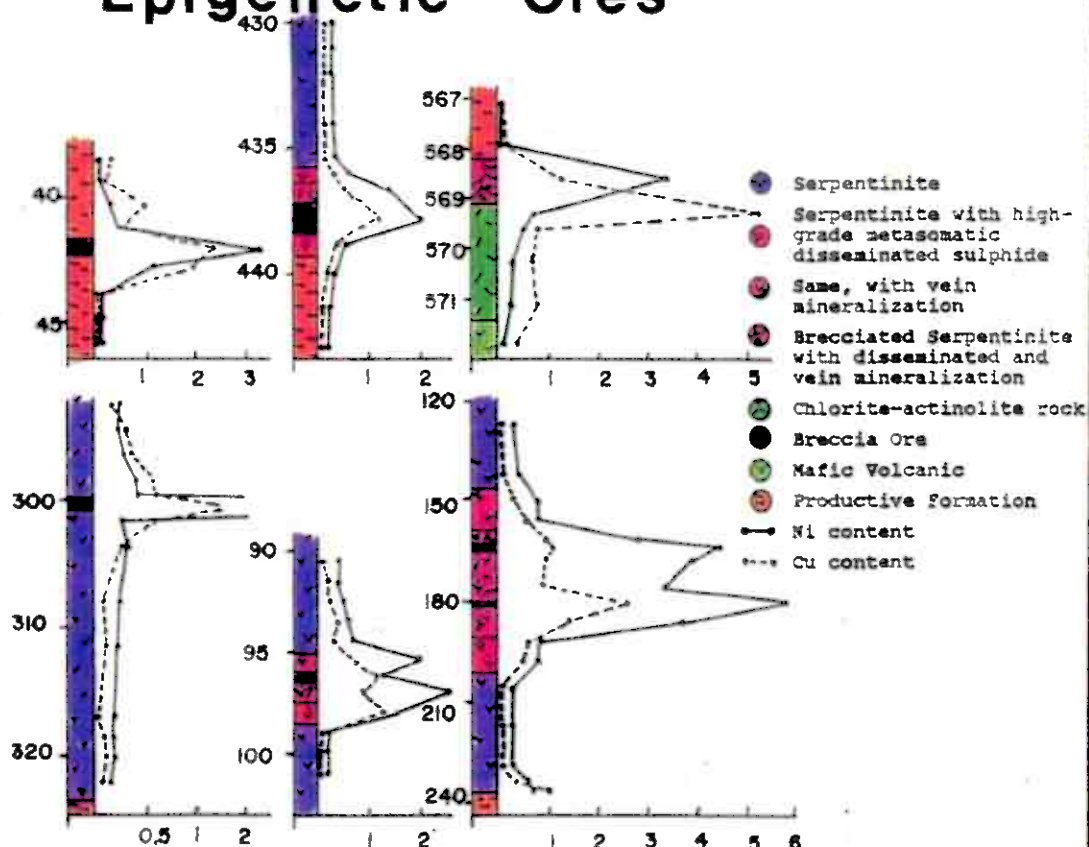 Epigenetic Ores
430
435
440
567
568
569
570
571
40
45
1 2 3
1 2
1 2 3 4 5
Serpentinite
Serpentinite with high-
grade metasomatic
disseminated sulphide
Same, with vein
mineralization
Brecciated Serpentinite
with disseminated and
vein mineralization
Chlorite-actinolite rock
Breccia Ore
Mafic Volcanic
Productive Formation
Ni content
Cu content
300
310
320
0,5 1 2
90
95
100
1 2
120
150
180
210
240
1 2 3 4 5 6